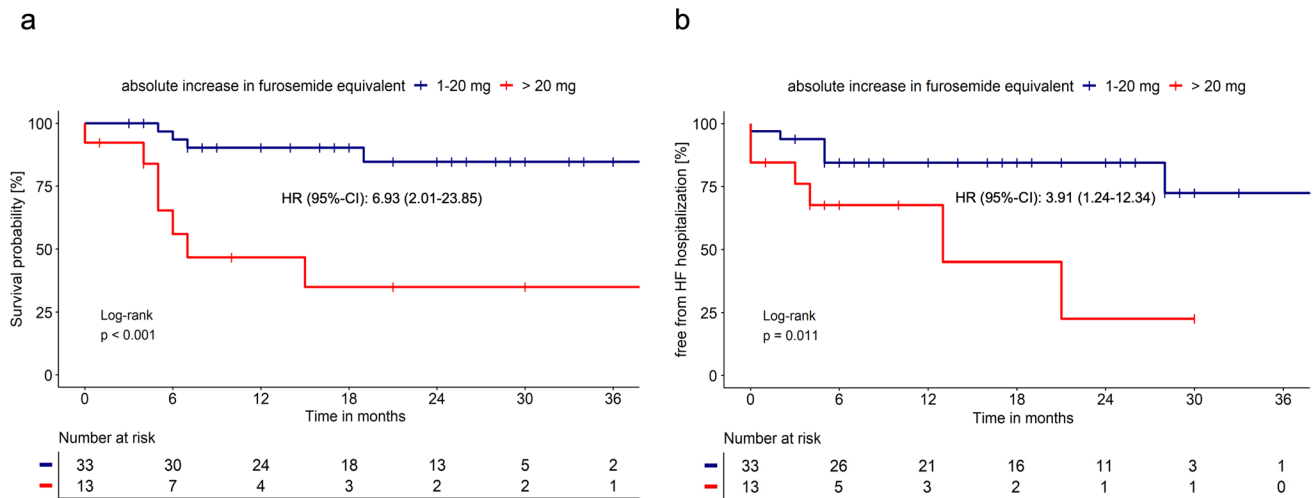 a
absolute increase in furosemide equivalent 1-20 mg > 20 mg
Survival probability [%]
100
75
50
25
0
HR (95%-CI): 6.93 (2.01-23.85)
Log-rank
p < 0.001
0 6 12 18 24 30 36
Time in months
Number at risk
33 30 24 18 13 5 2
13 7 4 3 2 2 1
b
absolute increase in furosemide equivalent 1-20 mg > 20 mg
free from HF hospitalization [%]
100
75
50
25
0
HR (95%-CI): 3.91 (1.24-12.34)
Log-rank
p = 0.011
0 6 12 18 24 30 36
Time in months
Number at risk
33 26 21 16 11 3 1
13 5 3 2 1 1 0